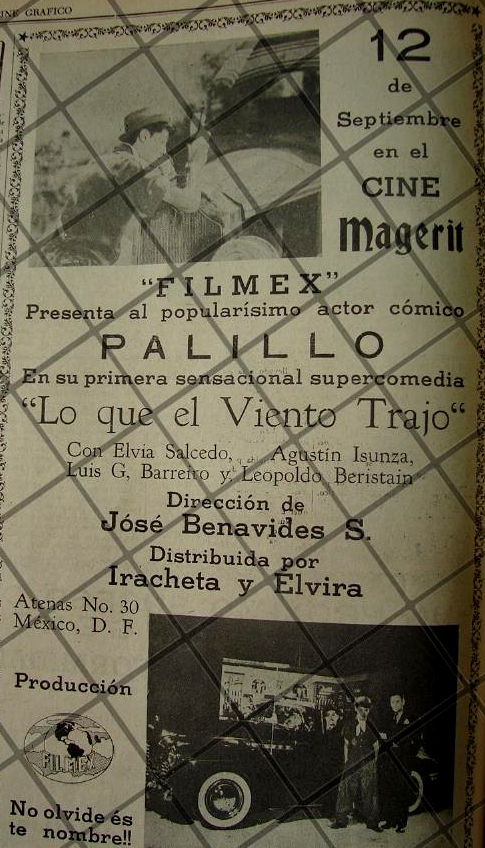 CINE GRAFICO
12
de
Septiembre
en el
CINE
Magerit
"FILMEX"
Presenta al popularísimo actor cómico
PALILLO
En su primera sensacional supercomedia
"Lo que el Viento Trajo"
Con Elvia Salcedo, Agustín Isunza,
Luis G, Barreiro y Leopoldo Beristain
Dirección de
Jósé Benavides S.
Distribuida por
Iracheta y Elvira
Atenas No. 30
México, D. F.
Producción
FILMEX
No olvide és
te nombre!!